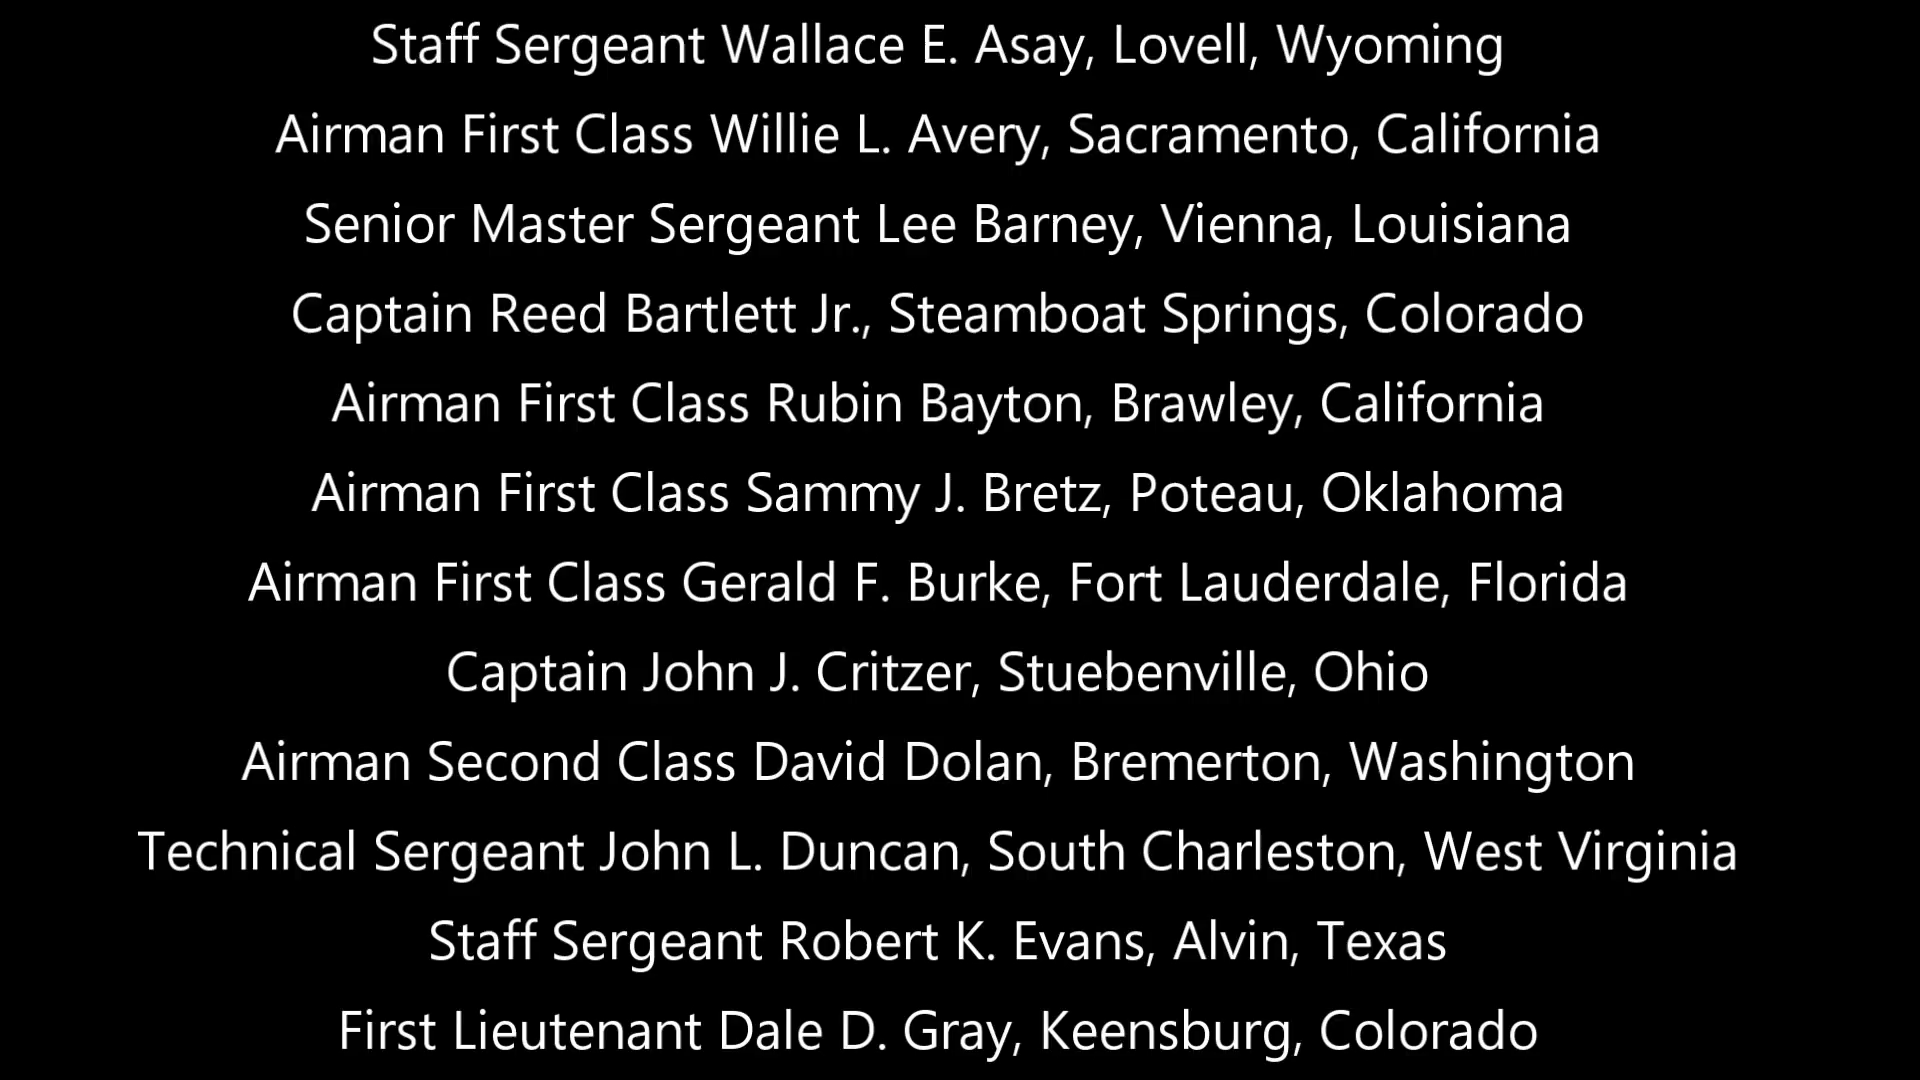 Staff Sergeant Wallace E. Asay, Lovell, Wyoming
Airman First Class Willie L. Avery, Sacramento, California
Senior Master Sergeant Lee Barney, Vienna, Louisiana
Captain Reed Bartlett Jr., Steamboat Springs, Colorado
Airman First Class Rubin Bayton, Brawley, California
Airman First Class Sammy J. Bretz, Poteau, Oklahoma
Airman First Class Gerald F. Burke, Fort Lauderdale, Florida
Captain John J. Critzer, Stuebenville, Ohio
Airman Second Class David Dolan, Bremerton, Washington
Technical Sergeant John L. Duncan, South Charleston, West Virginia
Staff Sergeant Robert K. Evans, Alvin, Texas
First Lieutenant Dale D. Gray, Keensburg, Colorado